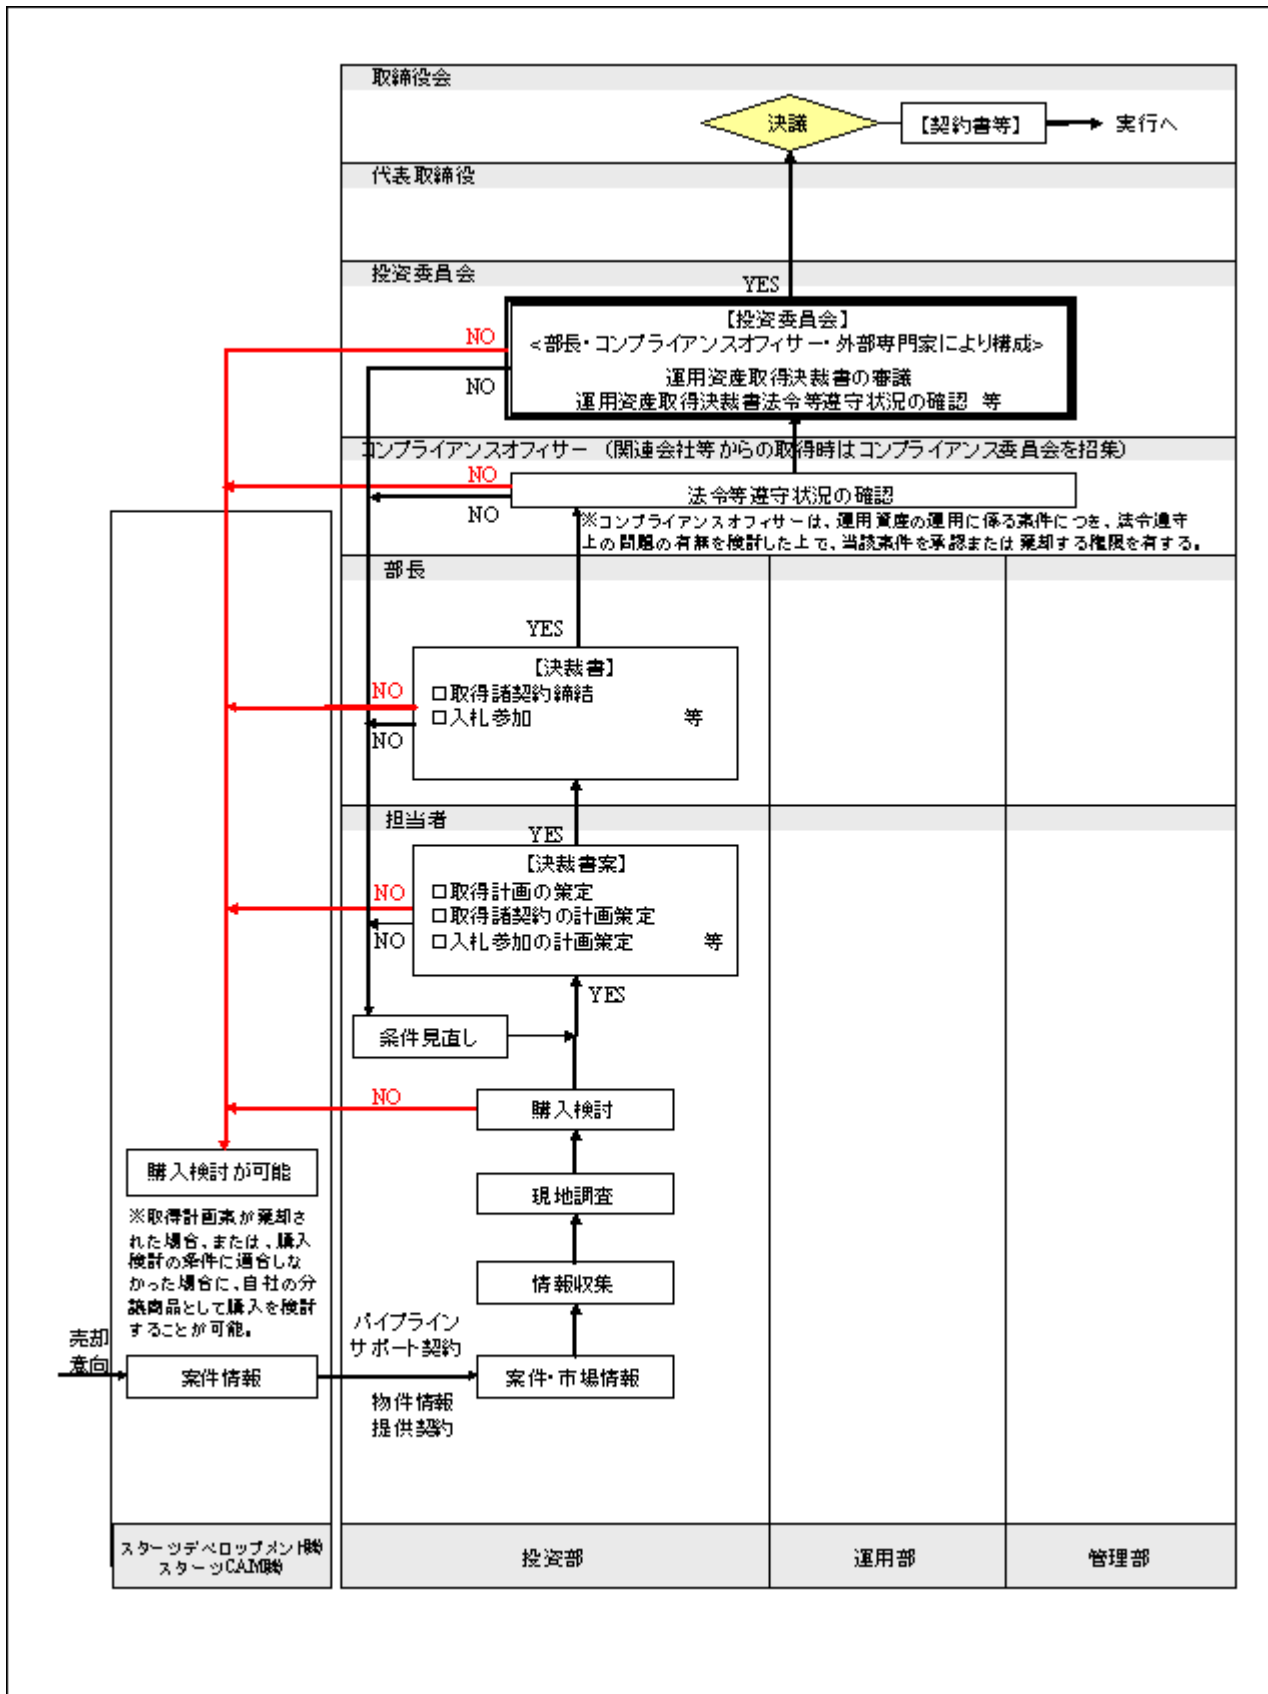 取締役会
決議
【契約書等】
実行へ
代表取締役
投資委員会
YES
【投資委員会】
<部長・コンプライアンスオフィサー・外部専門家により構成>
運用資産取得決裁書の審議
運用資産取得決裁書法令等遵守状況の確認 等
NO
NO
コンプライアンスオフィサー (関連会社等からの取得時はコンプライアンス委員会を招集)
NO
法令等遵守状況の確認
NO
※コンプライアンスオフィサーは、運用資産の運用に係る案件につき、法令遵守
上の問題の有無を検討した上で、当該案件を承認または棄却する権限を有する。
部長
YES
【決裁書】
NO
□取得諸契約締結
□入札参加 等
NO
担当者
YES
【決裁書案】
NO
□取得計画の策定
□取得諸契約の計画策定
□入札参加の計画策定 等
NO
YES
条件見直し
NO
購入検討
購入検討が可能
現地調査
※取得計画案が棄却さ
れた場合、または、購入
検討の条件に適合しな
かった場合に、自社の分
譲商品として購入を検討
することが可能。
情報収集
パイプライン
サポート契約
売却
意向
案件情報
案件・市場情報
物件情報
提供契約
スターツデベロップメント㈱
スターツCAM㈱
投資部
運用部
管理部